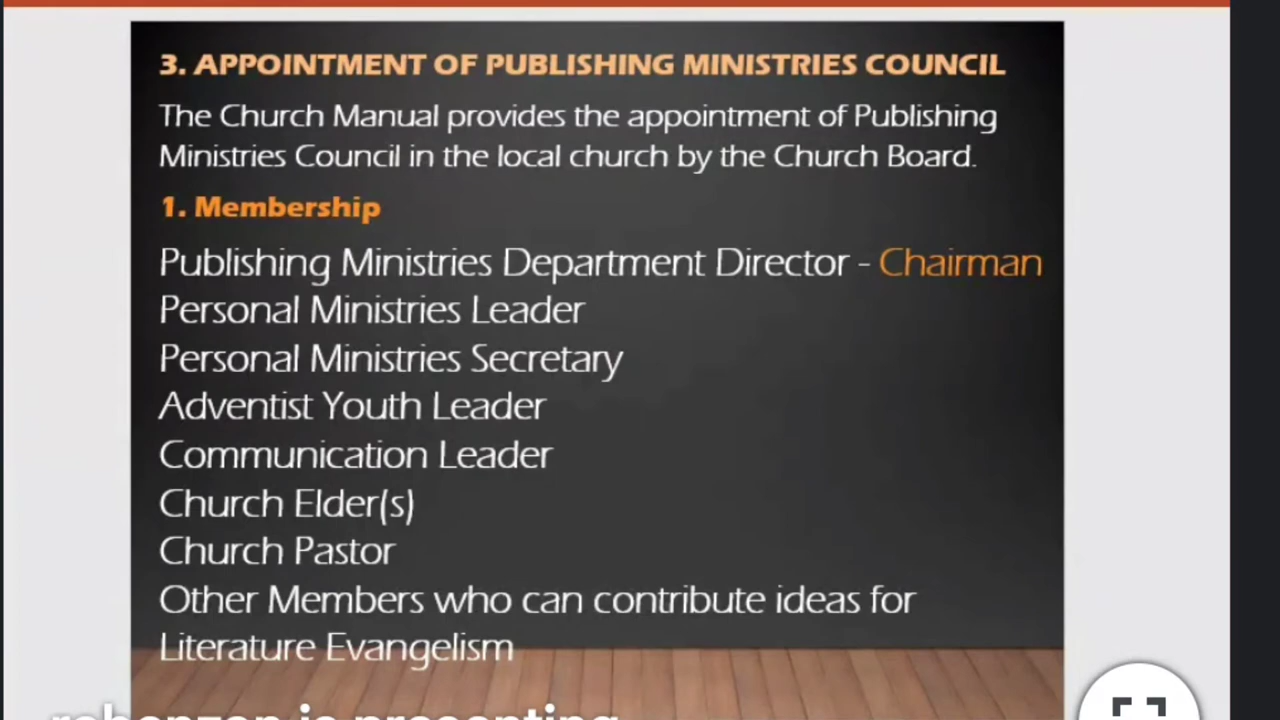 3. APPOINTMENT OF PUBLISHING MINISTRIES COUNCIL
The Church Manual provides the appointment of Publishing
Ministries Council in the local church by the Church Board.
1. Membership
Publishing Ministries Department Director - Chairman
Personal Ministries Leader
Personal Ministries Secretary
Adventist Youth Leader
Communication Leader
Church Elder(s)
Church Pastor
Other Members who can contribute ideas for
Literature Evangelism
is presenting